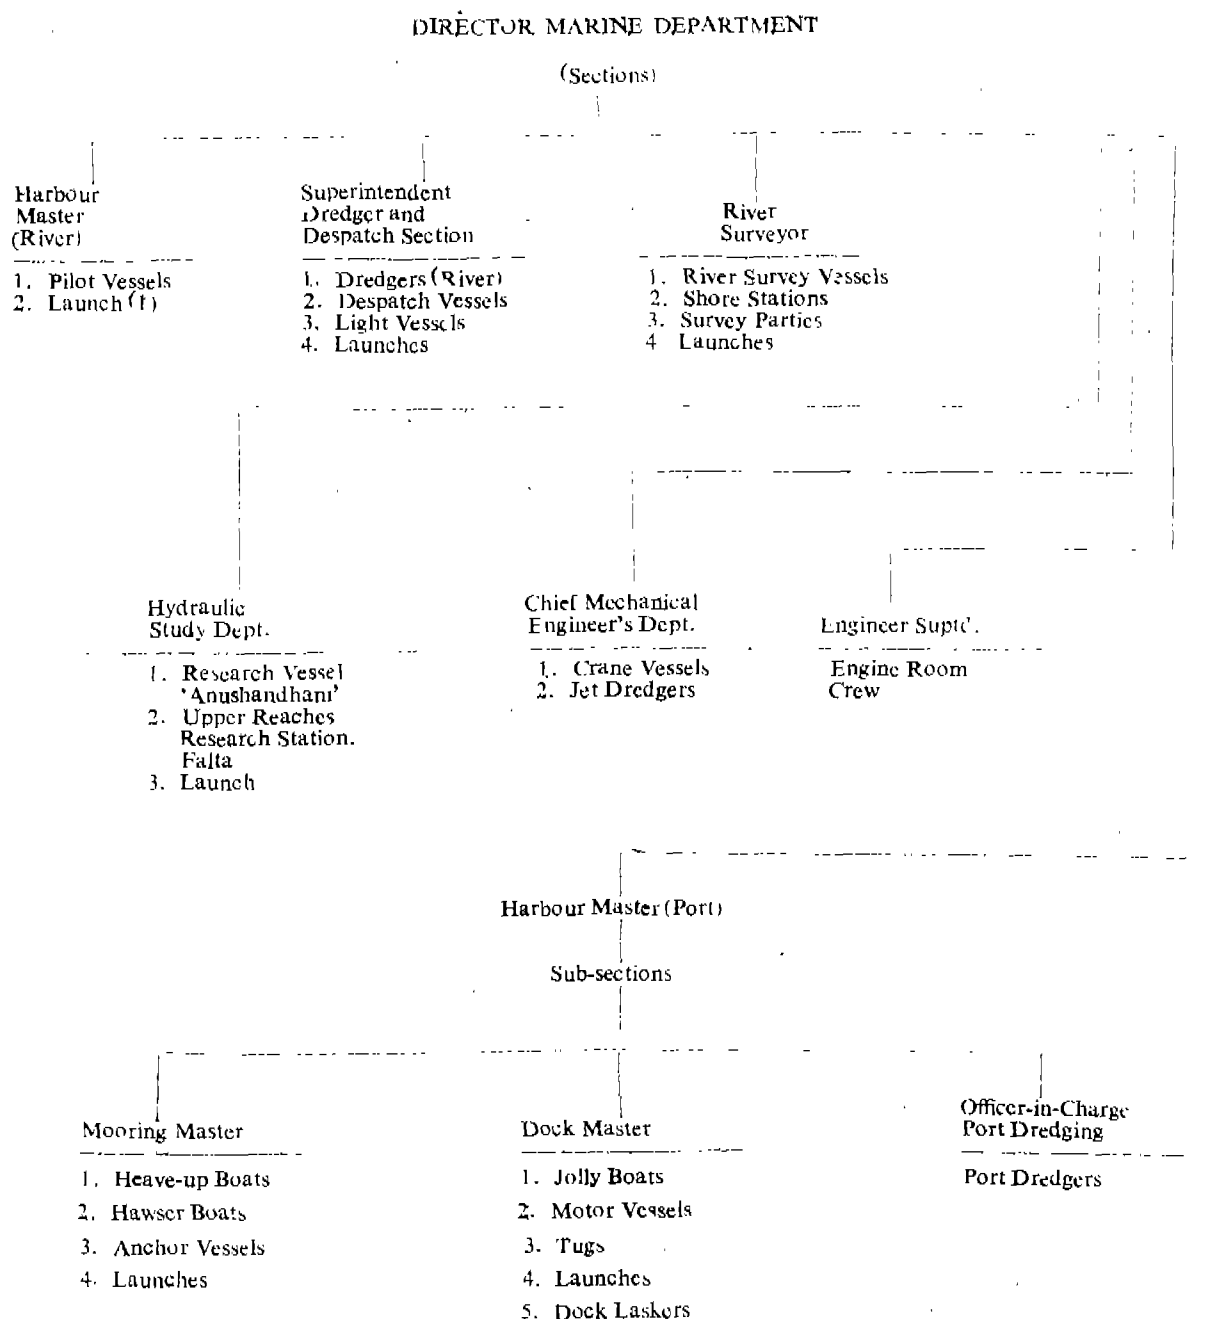 DIRECTOR MARINE DEPARTMENT
(Sections)
Harbour
Master
(River)
1. Pilot Vessels
2. Launch (1)
Superintendent
Dredger and
Despatch Section
1. Dredgers (River)
2. Despatch Vessels
3. Light Vessels
4. Launches
River
Surveyor
1. River Survey Vessels
2. Shore Stations
3. Survey Parties
4 Launches
Hydraulic
Study Dept.
1. Research Vessel
'Anushandhani'
2. Upper Reaches
Research Station.
Falta
3. Launch
Chief Mechanical
Engineer's Dept.
1. Crane Vessels
2. Jet Dredgers
Engineer Suptd.
Engine Room
Crew
Harbour Master (Port)
Sub-sections
Mooring Master
1. Heave-up Boats
2. Hawser Boats
3. Anchor Vessels
4. Launches
Dock Master
1. Jolly Boats
2. Motor Vessels
3. Tugs
4. Launches
5. Dock Laskers
Officer-in-Charge
Port Dredging
Port Dredgers